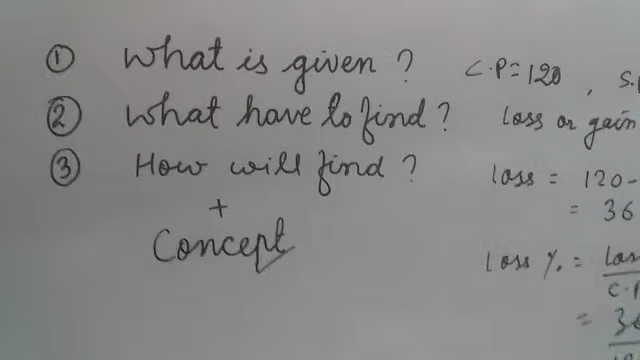 ① What is given ? C.P = 120 , S.P
② What have to find ? loss or gain
③ How will find ? loss = 120 -
+ = 36
Concept
loss % = los
C.P
= 36